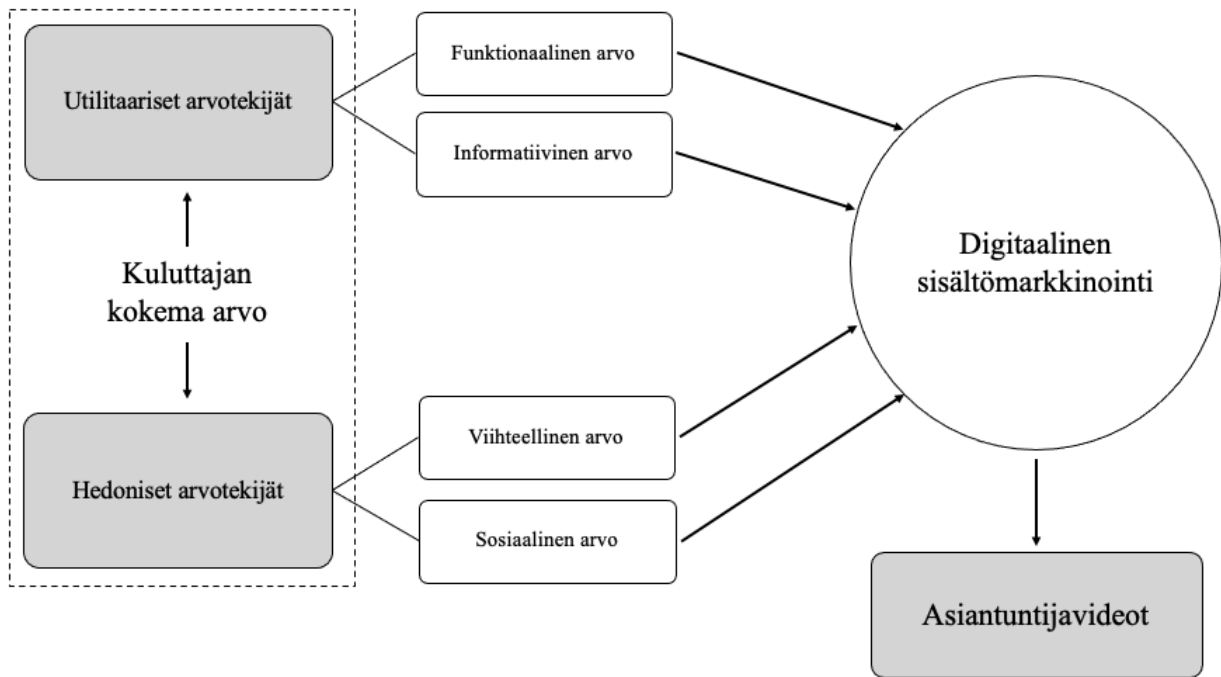 Utilitaariset arvotekijät
Funktionaalinen arvo
Informatiivinen arvo
Kuluttajan
kokema arvo
Digitaalinen
sisältömarkkinointi
Hedoniset arvotekijät
Viihteellinen arvo
Sosiaalinen arvo
Asiantuntijavideot